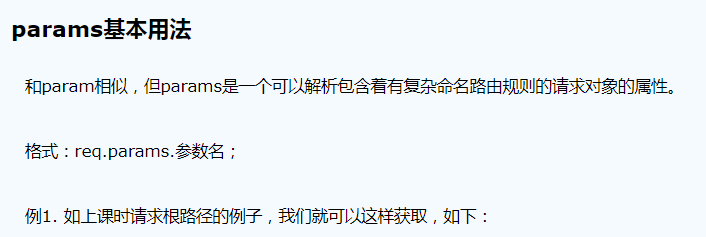 params基本用法
和param相似，但params是一个可以解析包含着有复杂命名路由规则的请求对象的属性。
格式：req.params.参数名；
例1. 如上课时请求根路径的例子，我们就可以这样获取，如下：